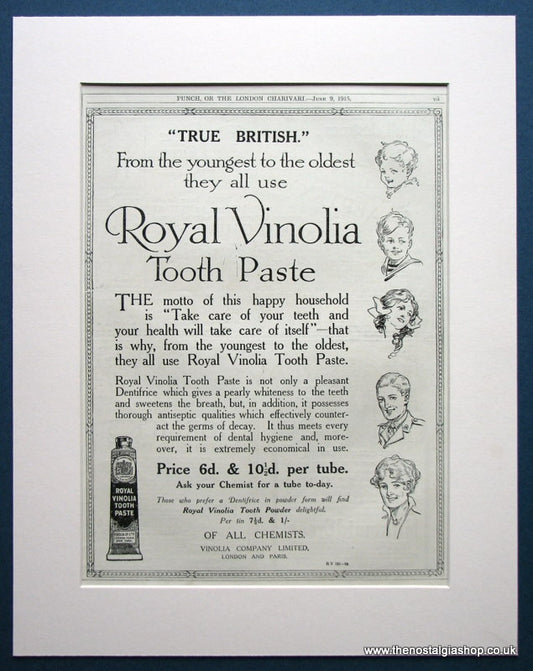 PUNCH, OR THE LONDON CHARIVARI.—JUNE 9, 1915. vii
"TRUE BRITISH."
From the youngest to the oldest
they all use
Royal Vinolia
Tooth Paste
THE motto of this happy household
is "Take care of your teeth and
your health will take care of itself"—that
is why, from the youngest to the oldest,
they all use Royal Vinolia Tooth Paste.
Royal Vinolia Tooth Paste is not only a pleasant
Dentifrice which gives a pearly whiteness to the teeth
and sweetens the breath, but, in addition, it possesses
thorough antiseptic qualities which effectively counter-
act the germs of decay. It thus meets every
requirement of dental hygiene and, more-
over, it is extremely economical in use.
Price 6d. & 10½d. per tube.
Ask your Chemist for a tube to-day.
Those who prefer a Dentifrice in powder form will find
Royal Vinolia Tooth Powder delightful.
Per tin 7½d. & 1/-
OF ALL CHEMISTS.
VINOLIA COMPANY LIMITED,
LONDON AND PARIS.
ROYAL
VINOLIA
TOOTH
PASTE
www.thenostalgiashop.co.uk